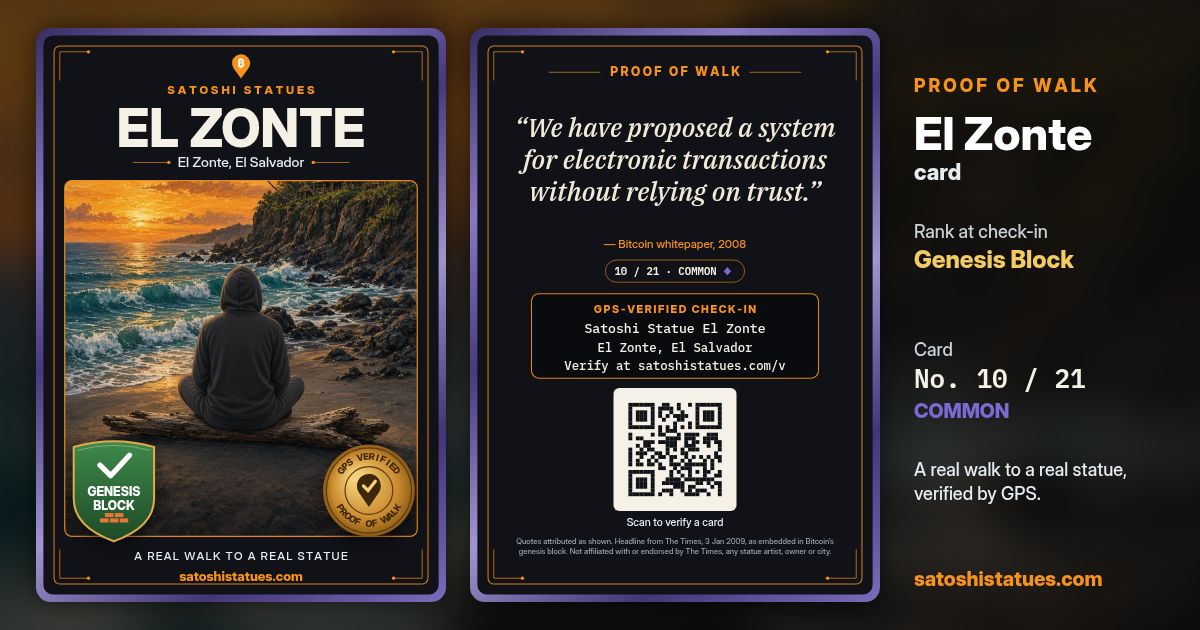 ₿
SATOSHI STATUES
EL ZONTE
El Zonte, El Salvador
GENESIS
BLOCK
GPS VERIFIED
PROOF OF WALK
A REAL WALK TO A REAL STATUE
satoshistatues.com
PROOF OF WALK
“We have proposed a system
for electronic transactions
without relying on trust.”
— Bitcoin whitepaper, 2008
10 / 21 · COMMON ◆
GPS-VERIFIED CHECK-IN
Satoshi Statue El Zonte
El Zonte, El Salvador
Verify at satoshistatues.com/v
Scan to verify a card
Quotes attributed as shown. Headline from The Times, 3 Jan 2009, as embedded in Bitcoin's
genesis block. Not affiliated with or endorsed by The Times, any statue artist, owner or city.
PROOF OF WALK
El Zonte
card
Rank at check-in
Genesis Block
Card
No. 10 / 21
COMMON
A real walk to a real statue,
verified by GPS.
satoshistatues.com